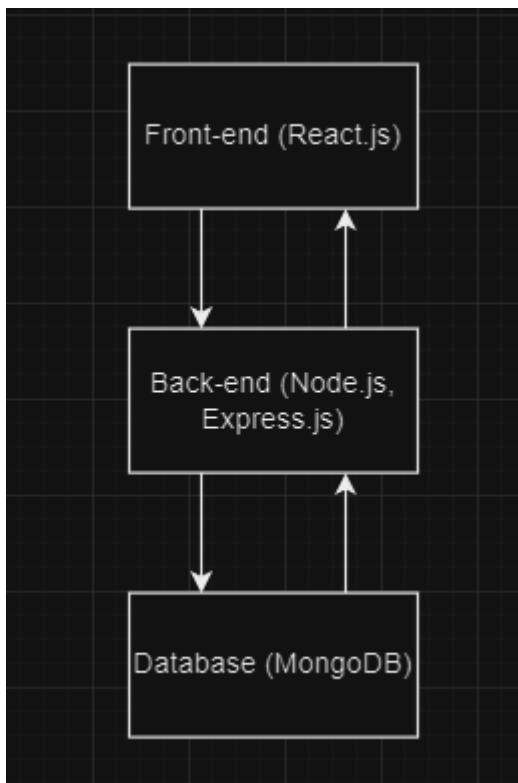 Front-end (React.js)
Back-end (Node.js,
Express.js)
Database (MongoDB)